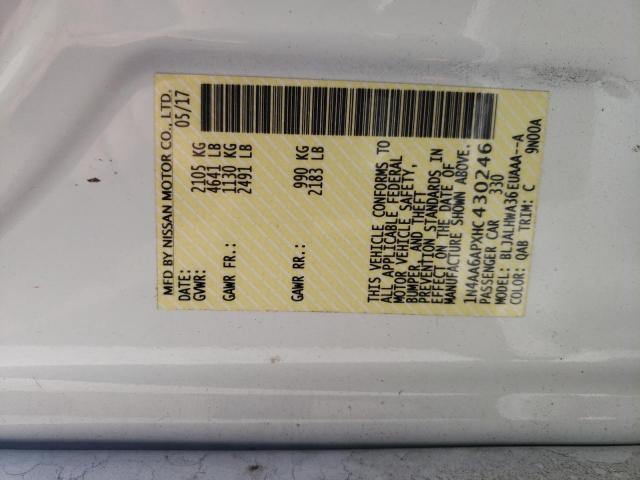 MFD BY NISSAN MOTOR CO., LTD.
DATE: 05/17
GVWR: 2105 KG
4641 LB
GAWR FR.: 1130 KG
2491 LB
GAWR RR.: 990 KG
2183 LB
THIS VEHICLE CONFORMS TO
ALL APPLICABLE FEDERAL
MOTOR VEHICLE SAFETY,
BUMPER, AND THEFT
PREVENTION STANDARDS IN
EFFECT ON THE DATE OF
MANUFACTURE SHOWN ABOVE.
1N4AA6APXHC430246
PASSENGER CAR 330
MODEL: BLJALHWA36EUAAA--A
COLOR: QAB TRIM: C 9N00A